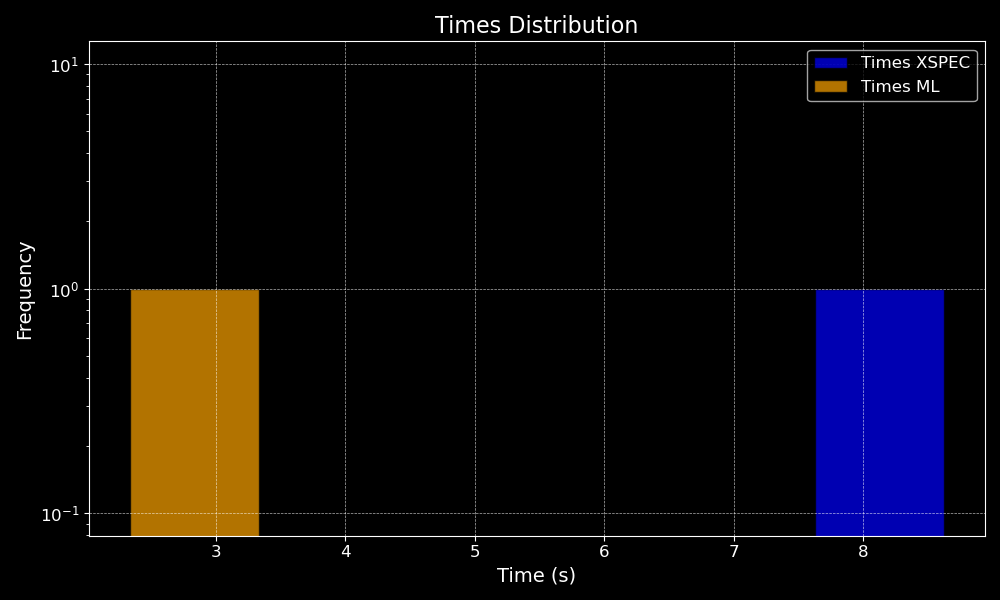 Times Distribution
Times XSPEC
Times ML
Frequency
10¹
10⁰
10⁻¹
3 4 5 6 7 8
Time (s)